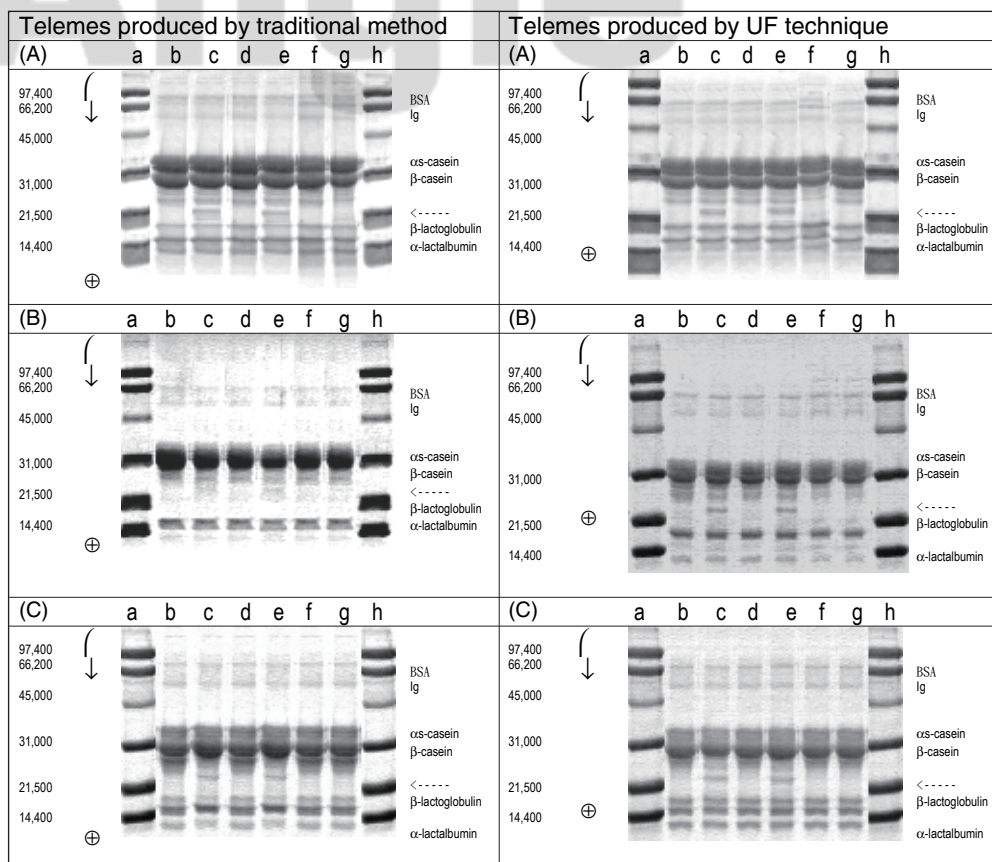 Angle
Telemes produced by traditional method
Telemes produced by UF technique
(A) a b c d e f g h
97,400
66,200
45,000
31,000
21,500
14,400
⊕
BSA
Ig
αs-casein
β-casein
<-----
β-lactoglobulin
α-lactalbumin
(A) a b c d e f g h
97,400
66,200
45,000
31,000
21,500
14,400
⊕
BSA
Ig
αs-casein
β-casein
<-----
β-lactoglobulin
α-lactalbumin
(B) a b c d e f g h
97,400
66,200
45,000
31,000
21,500
14,400
⊕
BSA
Ig
αs-casein
β-casein
<-----
β-lactoglobulin
α-lactalbumin
(B) a b c d e f g h
97,400
66,200
45,000
31,000
21,500
14,400
⊕
BSA
Ig
αs-casein
β-casein
<-----
β-lactoglobulin
α-lactalbumin
(C) a b c d e f g h
97,400
66,200
45,000
31,000
21,500
14,400
⊕
BSA
Ig
αs-casein
β-casein
<-----
β-lactoglobulin
α-lactalbumin
(C) a b c d e f g h
97,400
66,200
45,000
31,000
21,500
14,400
⊕
BSA
Ig
αs-casein
β-casein
<-----
β-lactoglobulin
α-lactalbumin